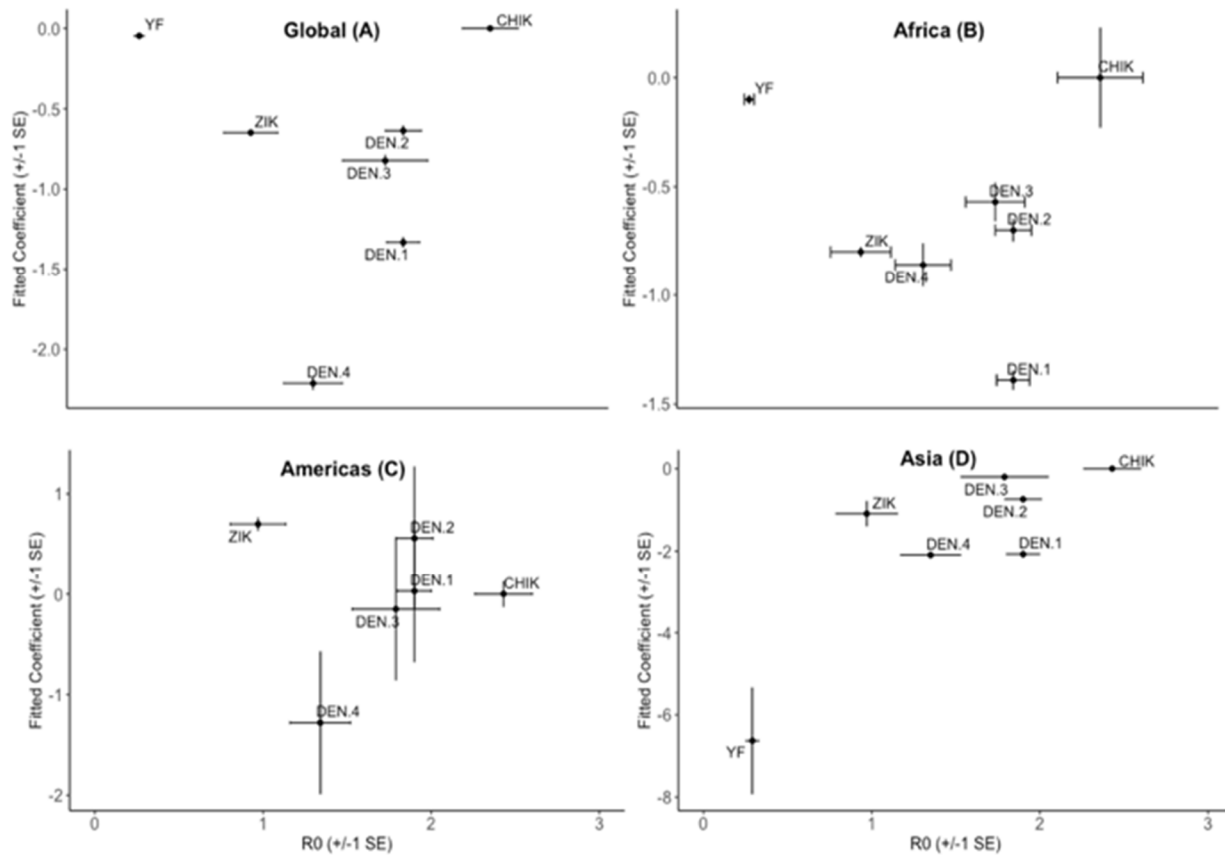 Global (A)
Fitted Coefficient (+/-1 SE)
0.0
-0.5
-1.0
-1.5
-2.0
YF
CHIK
ZIK
DEN.2
DEN.3
DEN.1
DEN.4
Africa (B)
Fitted Coefficient (+/-1 SE)
0.0
-0.5
-1.0
-1.5
YF
CHIK
DEN.3
DEN.2
ZIK
DEN.4
DEN.1
Americas (C)
Fitted Coefficient (+/-1 SE)
1
0
-1
-2
ZIK
DEN.2
DEN.1
CHIK
DEN.3
DEN.4
0
1
2
3
R0 (+/-1 SE)
Asia (D)
Fitted Coefficient (+/-1 SE)
0
-2
-4
-6
-8
CHIK
DEN.3
DEN.2
ZIK
DEN.4
DEN.1
YF
0
1
2
3
R0 (+/-1 SE)